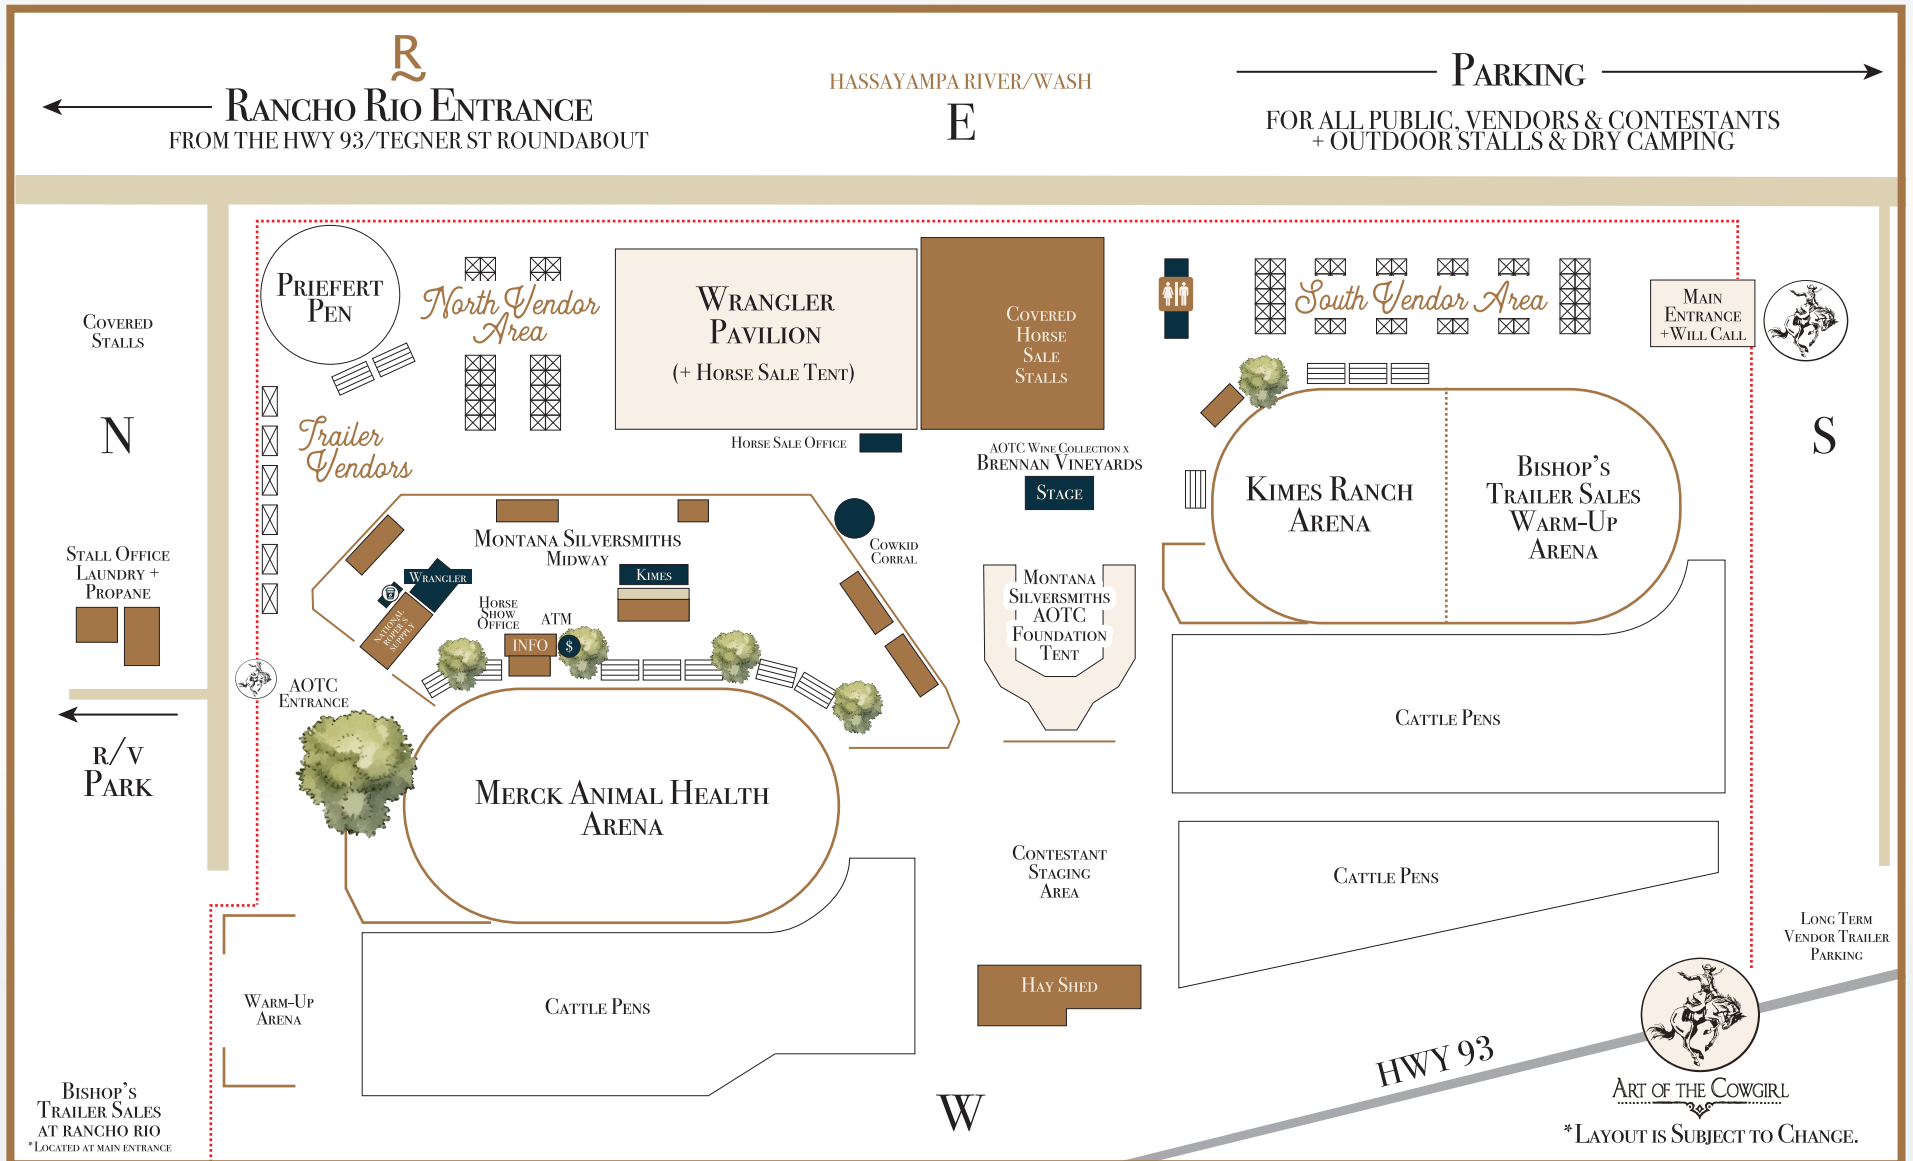 R
RANCHO RIO ENTRANCE
FROM THE HWY 93/TEGNER ST ROUNDABOUT
HASSAYAMPA RIVER/WASH
E
PARKING
FOR ALL PUBLIC, VENDORS & CONTESTANTS
+ OUTDOOR STALLS & DRY CAMPING
COVERED
STALLS
N
STALL OFFICE
LAUNDRY +
PROPANE
R/V
PARK
BISHOP'S
TRAILER SALES
AT RANCHO RIO
*LOCATED AT MAIN ENTRANCE
PRIEFERT
PEN
North Vendor
Area
Trailer
Vendors
WRANGLER
PAVILION
(+ HORSE SALE TENT)
COVERED
HORSE
SALE
STALLS
HORSE SALE OFFICE
AOTC WINE COLLECTION X
BRENNAN VINEYARDS
STAGE
South Vendor Area
MAIN
ENTRANCE
+WILL CALL
S
KIMES RANCH
ARENA
BISHOP'S
TRAILER SALES
WARM-UP
ARENA
MONTANA SILVERSMITHS
MIDWAY
COWKID
CORRAL
WRANGLER
KIMES
NATIONAL
ROPER'S
SUPPPLY
HORSE
SHOW
OFFICE
ATM
INFO
$
AOTC
ENTRANCE
MONTANA
SILVERSMITHS
AOTC
FOUNDATION
TENT
MERCK ANIMAL HEALTH
ARENA
CATTLE PENS
CONTESTANT
STAGING
AREA
CATTLE PENS
LONG TERM
VENDOR TRAILER
PARKING
WARM-UP
ARENA
CATTLE PENS
HAY SHED
W
HWY 93
ART OF THE COWGIRL
*LAYOUT IS SUBJECT TO CHANGE.